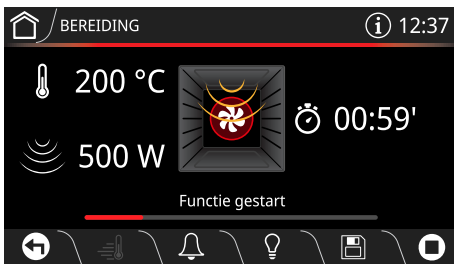 BEREIDING
i 12:37
200 °C
00:59'
500 W
Functie gestart